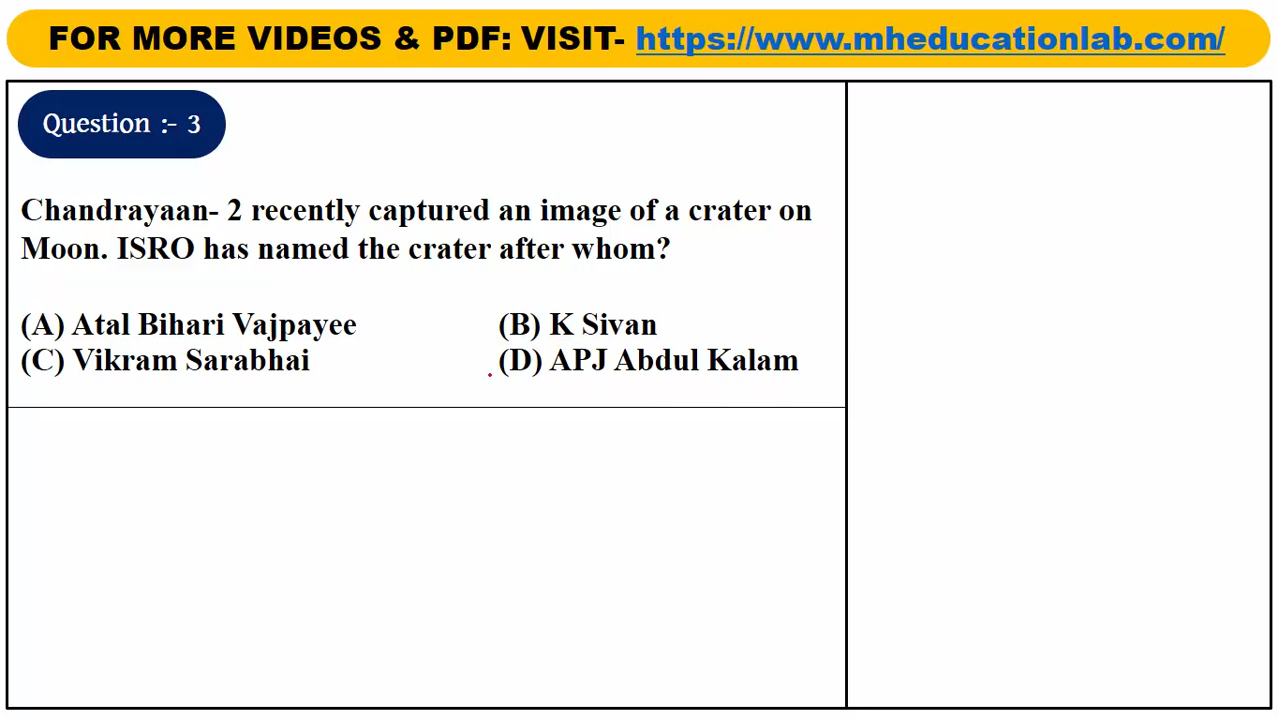 FOR MORE VIDEOS & PDF: VISIT- https://www.mheducationlab.com/
Question :- 3
Chandrayaan- 2 recently captured an image of a crater on
Moon. ISRO has named the crater after whom?
(A) Atal Bihari Vajpayee (B) K Sivan
(C) Vikram Sarabhai (D) APJ Abdul Kalam